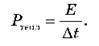 P_тепл = E / Δt.